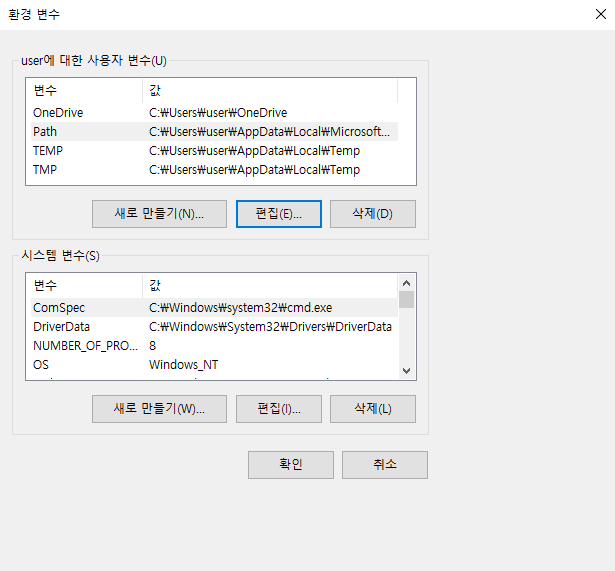 환경 변수
user에 대한 사용자 변수(U)
변수 값
OneDrive C:₩Users₩user₩OneDrive
Path C:₩Users₩user₩AppData₩Local₩Microsoft...
TEMP C:₩Users₩user₩AppData₩Local₩Temp
TMP C:₩Users₩user₩AppData₩Local₩Temp
새로 만들기(N)... 편집(E)... 삭제(D)
시스템 변수(S)
변수 값
ComSpec C:₩Windows₩system32₩cmd.exe
DriverData C:₩Windows₩System32₩Drivers₩DriverData
NUMBER_OF_PRO... 8
OS Windows_NT
새로 만들기(W)... 편집(I)... 삭제(L)
확인 취소